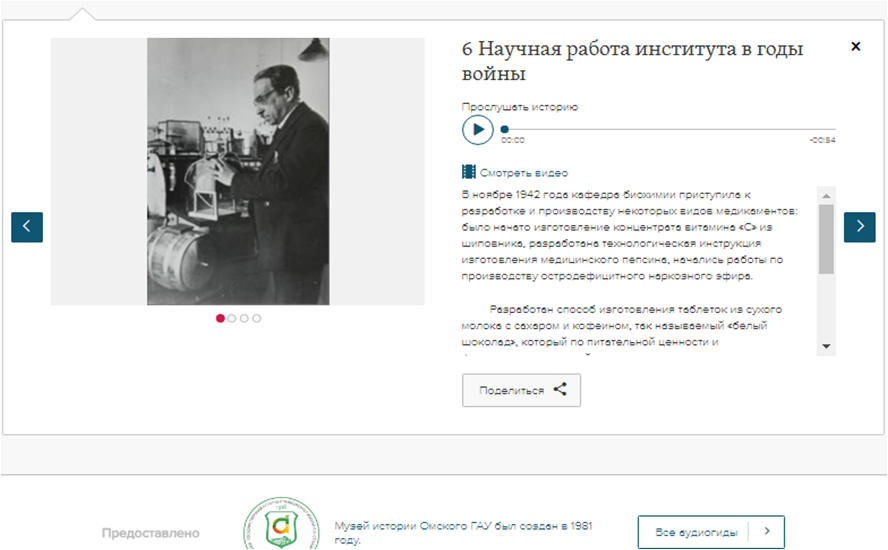 6 Научная работа института в годы
войны
Прослушать историю
00:00
-00:54
Смотреть видео
В ноябре 1942 года кафедра биохимии приступила к
разработке и производству некоторых видов медикаментов:
было начато изготовление концентрата витамина «С» из
шиповника, разработана технологическая инструкция
изготовления медицинского пепсина, начались работы по
производству остродефицитного наркозного эфира.
Разработан способ изготовления таблеток из сухого
молока с сахаром и кофеином, так называемый «белый
шоколад», который по питательной ценности и
Поделиться
Предоставлено
Музей истории Омского ГАУ был создан в 1981
году.
Все аудиогиды